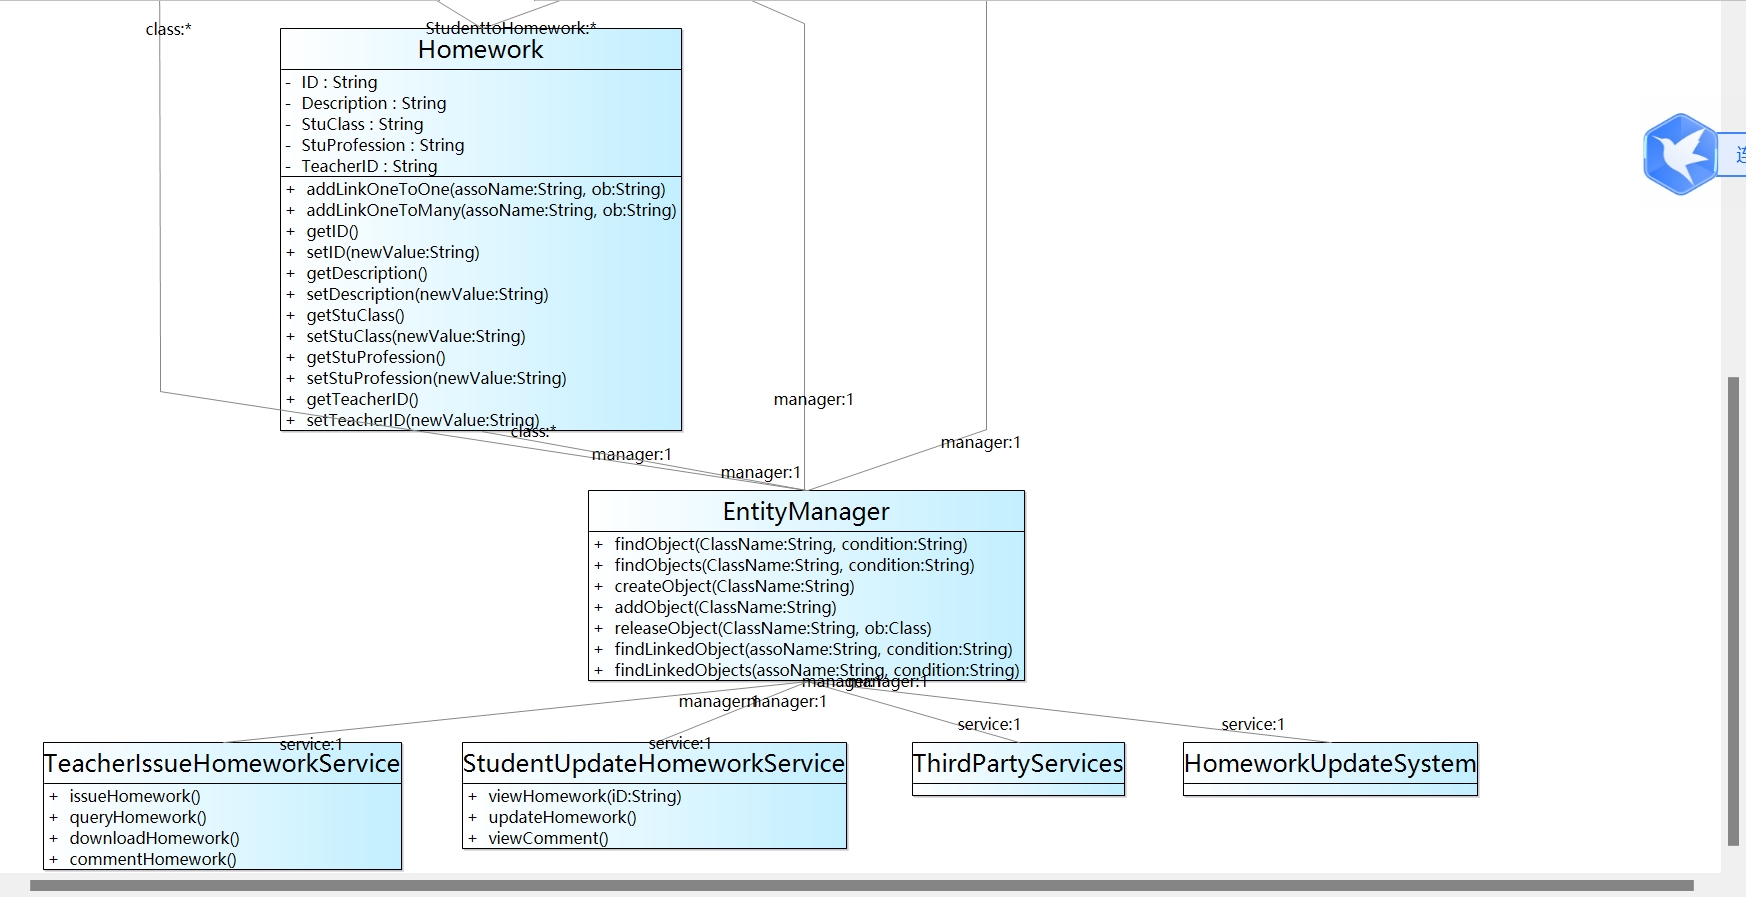 class:*
StudenttoHomework:*
Homework
- ID : String
- Description : String
- StuClass : String
- StuProfession : String
- TeacherID : String
+ addLinkOneToOne(assoName:String, ob:String)
+ addLinkOneToMany(assoName:String, ob:String)
+ getID()
+ setID(newValue:String)
+ getDescription()
+ setDescription(newValue:String)
+ getStuClass()
+ setStuClass(newValue:String)
+ getStuProfession()
+ setStuProfession(newValue:String)
+ getTeacherID()
+ setTeacherID(newValue:String)
class:*
manager:1
manager:1
manager:1
manager:1
EntityManager
+ findObject(ClassName:String, condition:String)
+ findObjects(ClassName:String, condition:String)
+ createObject(ClassName:String)
+ addObject(ClassName:String)
+ releaseObject(ClassName:String, ob:Class)
+ findLinkedObject(assoName:String, condition:String)
+ findLinkedObjects(assoName:String, condition:String)
manager:1
manager:1
manager:1
manager:1
service:1
service:1
service:1
service:1
TeacherIssueHomeworkService
+ issueHomework()
+ queryHomework()
+ downloadHomework()
+ commentHomework()
StudentUpdateHomeworkService
+ viewHomework(iD:String)
+ updateHomework()
+ viewComment()
ThirdPartyServices
HomeworkUpdateSystem